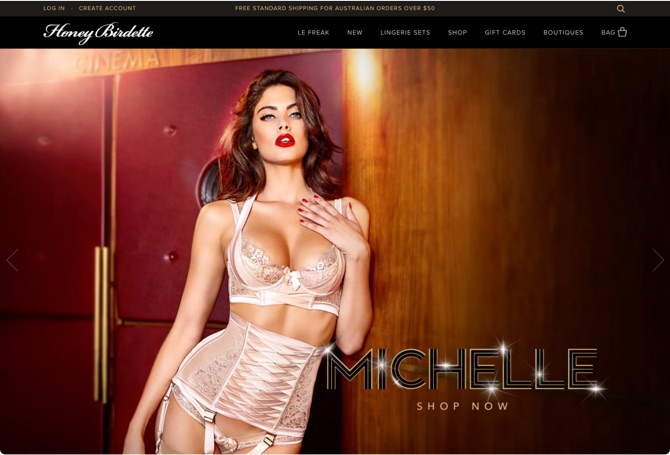 LOG IN · CREATE ACCOUNT FREE STANDARD SHIPPING FOR AUSTRALIAN ORDERS OVER $50
Honey Birdette LE FREAK NEW LINGERIE SETS SHOP GIFT CARDS BOUTIQUES BAG
CINEMA
MICHELLE
SHOP NOW